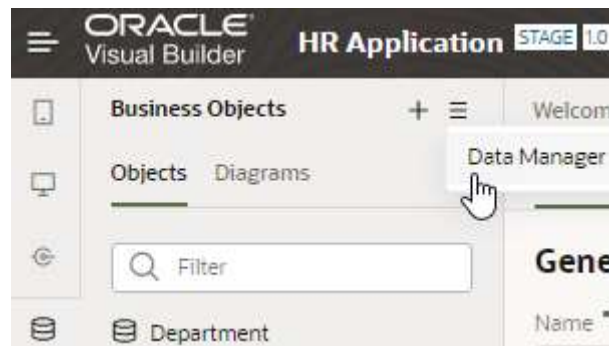 ORACLE
Visual Builder
HR Application STAGE 1.0
Business Objects
Welcom
Data Manager
Objects Diagrams
Filter
Gene
Name *
Department